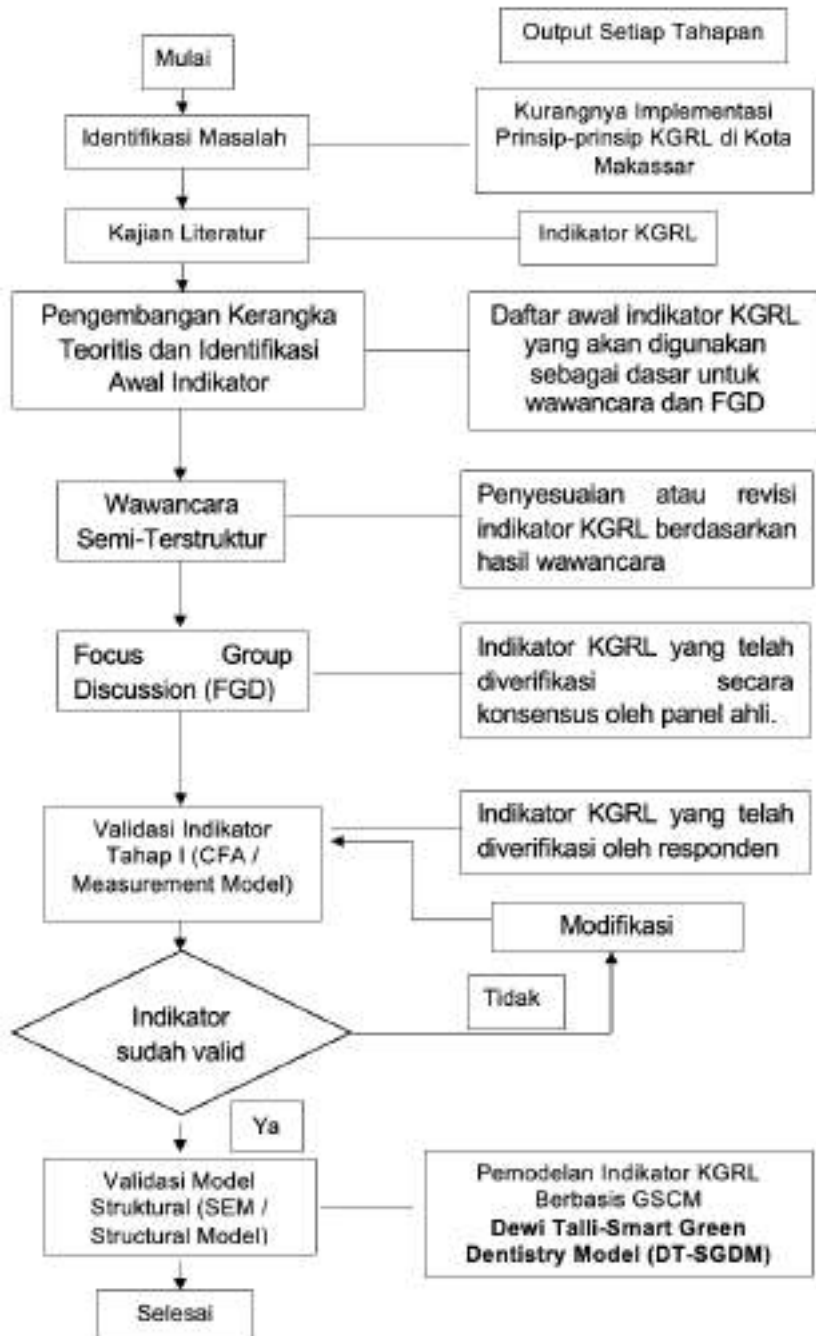 Output Setiap Tahapan
Mulai
Identifikasi Masalah
Kurangnya Implementasi
Prinsip-prinsip KGRL di Kota
Makassar
Kajian Literatur
Indikator KGRL
Pengembangan Kerangka
Teoritis dan Identifikasi
Awal Indikator
Daftar awal indikator KGRL
yang akan digunakan
sebagai dasar untuk
wawancara dan FGD
Wawancara
Semi-Terstruktur
Penyesuaian atau revisi
indikator KGRL berdasarkan
hasil wawancara
Focus Group
Discussion (FGD)
Indikator KGRL yang telah
diverifikasi secara
konsensus oleh panel ahli.
Validasi Indikator
Tahap I (CFA /
Measurement Model)
Indikator KGRL yang telah
diverifikasi oleh responden
Modifikasi
Tidak
Indikator
sudah valid
Ya
Validasi Model
Struktural (SEM /
Structural Model)
Pemodelan Indikator KGRL
Berbasis GSCM
Dewi Talli-Smart Green
Dentistry Model (DT-SGDM)
Selesai